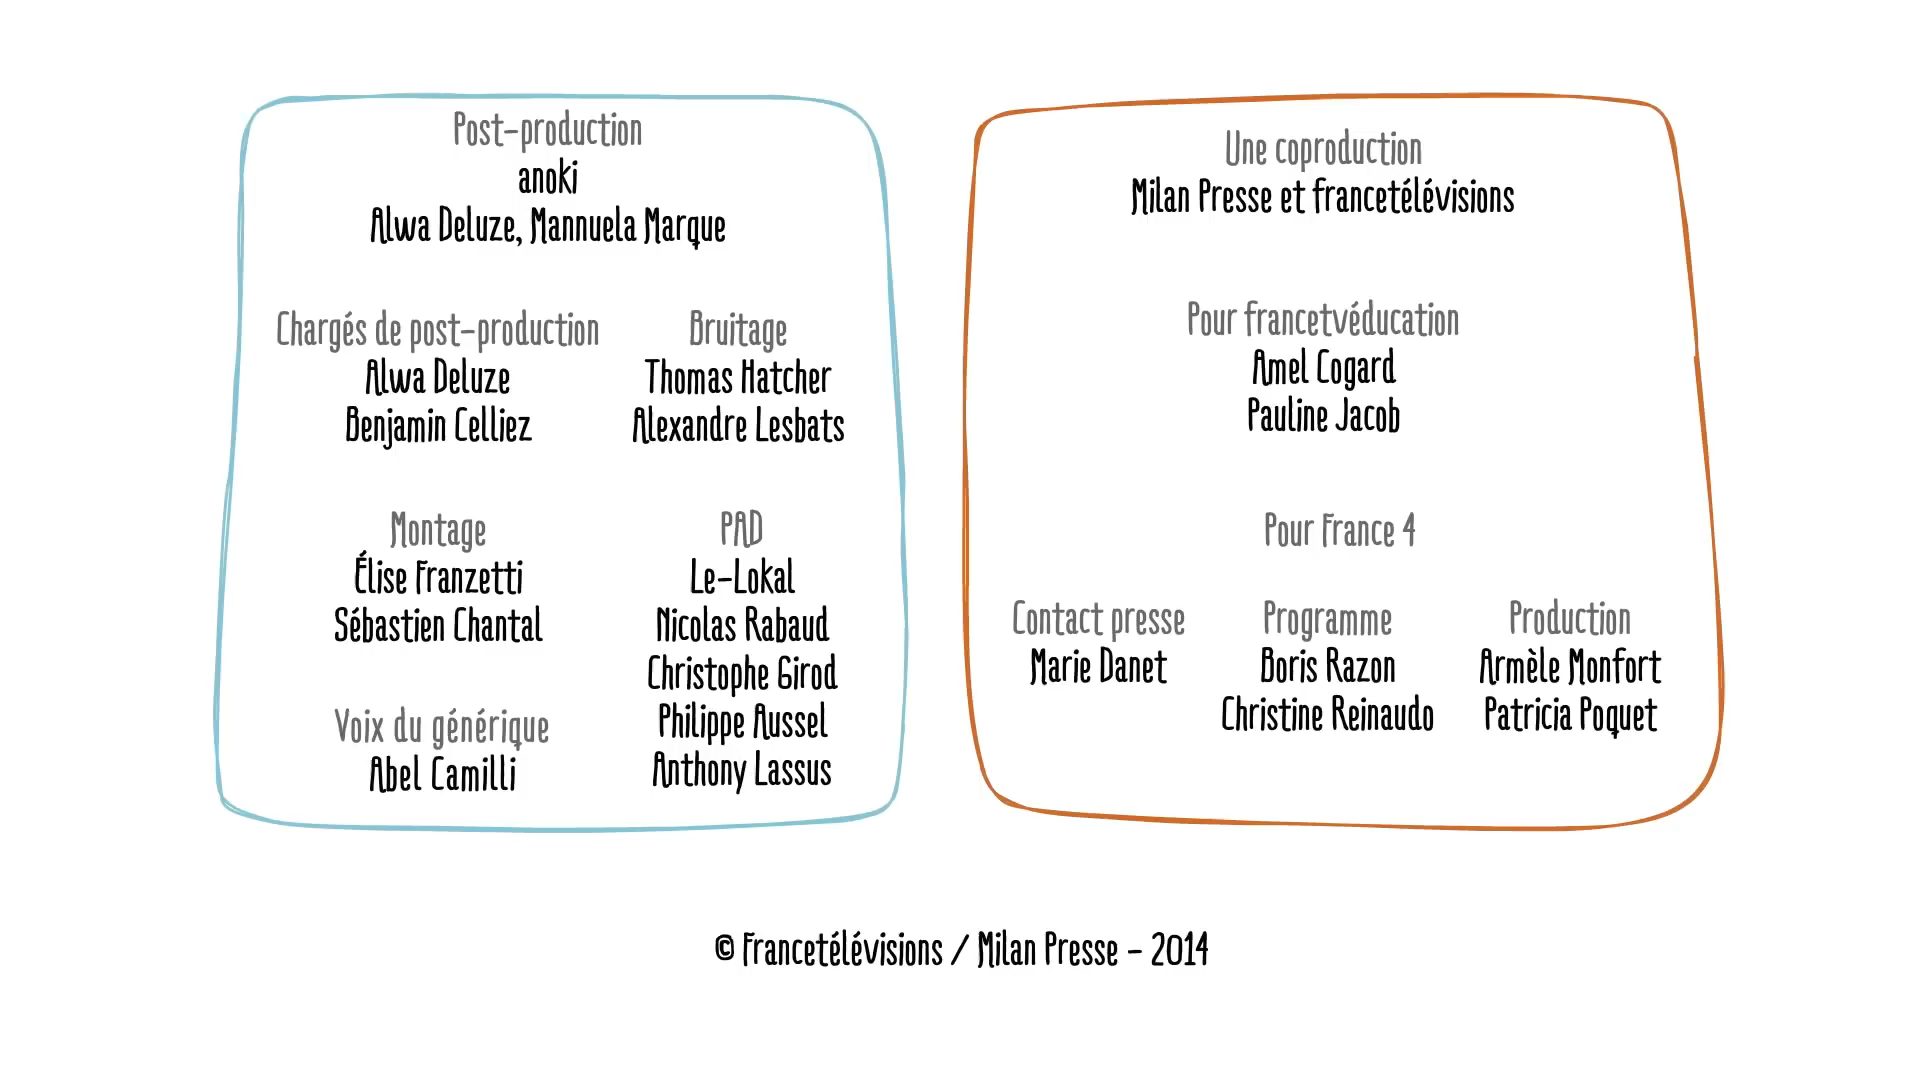 Post-production
anoki
Alwa Deluze, Mannuela Marque
Chargés de post-production
Alwa Deluze
Benjamin Celliez
Bruitage
Thomas Hatcher
Alexandre Lesbats
Montage
Élise Franzetti
Sébastien Chantal
Voix du générique
Abel Camilli
PAD
Le-Lokal
Nicolas Rabaud
Christophe Girod
Philippe Aussel
Anthony Lassus
Une coproduction
Milan Presse et francetélévisions
Pour francetvéducation
Amel Cogard
Pauline Jacob
Pour France 4
Contact presse
Marie Danet
Programme
Boris Razon
Christine Reinaudo
Production
Armèle Monfort
Patricia Poquet
© Francetélévisions / Milan Presse - 2014